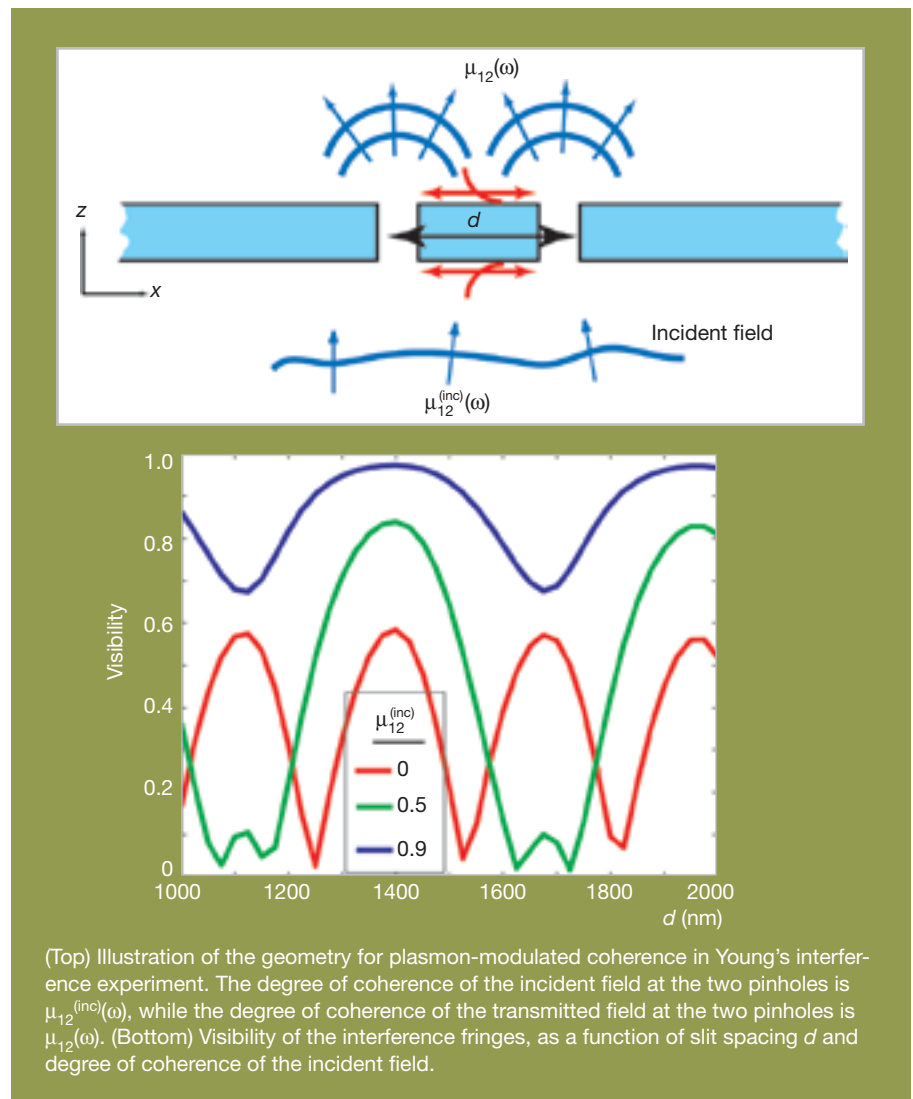 μ12(ω)
z
d
x
Incident field
μ12(inc)(ω)
1.0
0.8
0.6
0.4
0.2
0
Visibility
μ12(inc)
0
0.5
0.9
1000 1200 1400 1600 1800 2000
d (nm)
(Top) Illustration of the geometry for plasmon-modulated coherence in Young's interfer-
ence experiment. The degree of coherence of the incident field at the two pinholes is
μ12(inc)(ω), while the degree of coherence of the transmitted field at the two pinholes is
μ12(ω). (Bottom) Visibility of the interference fringes, as a function of slit spacing d and
degree of coherence of the incident field.